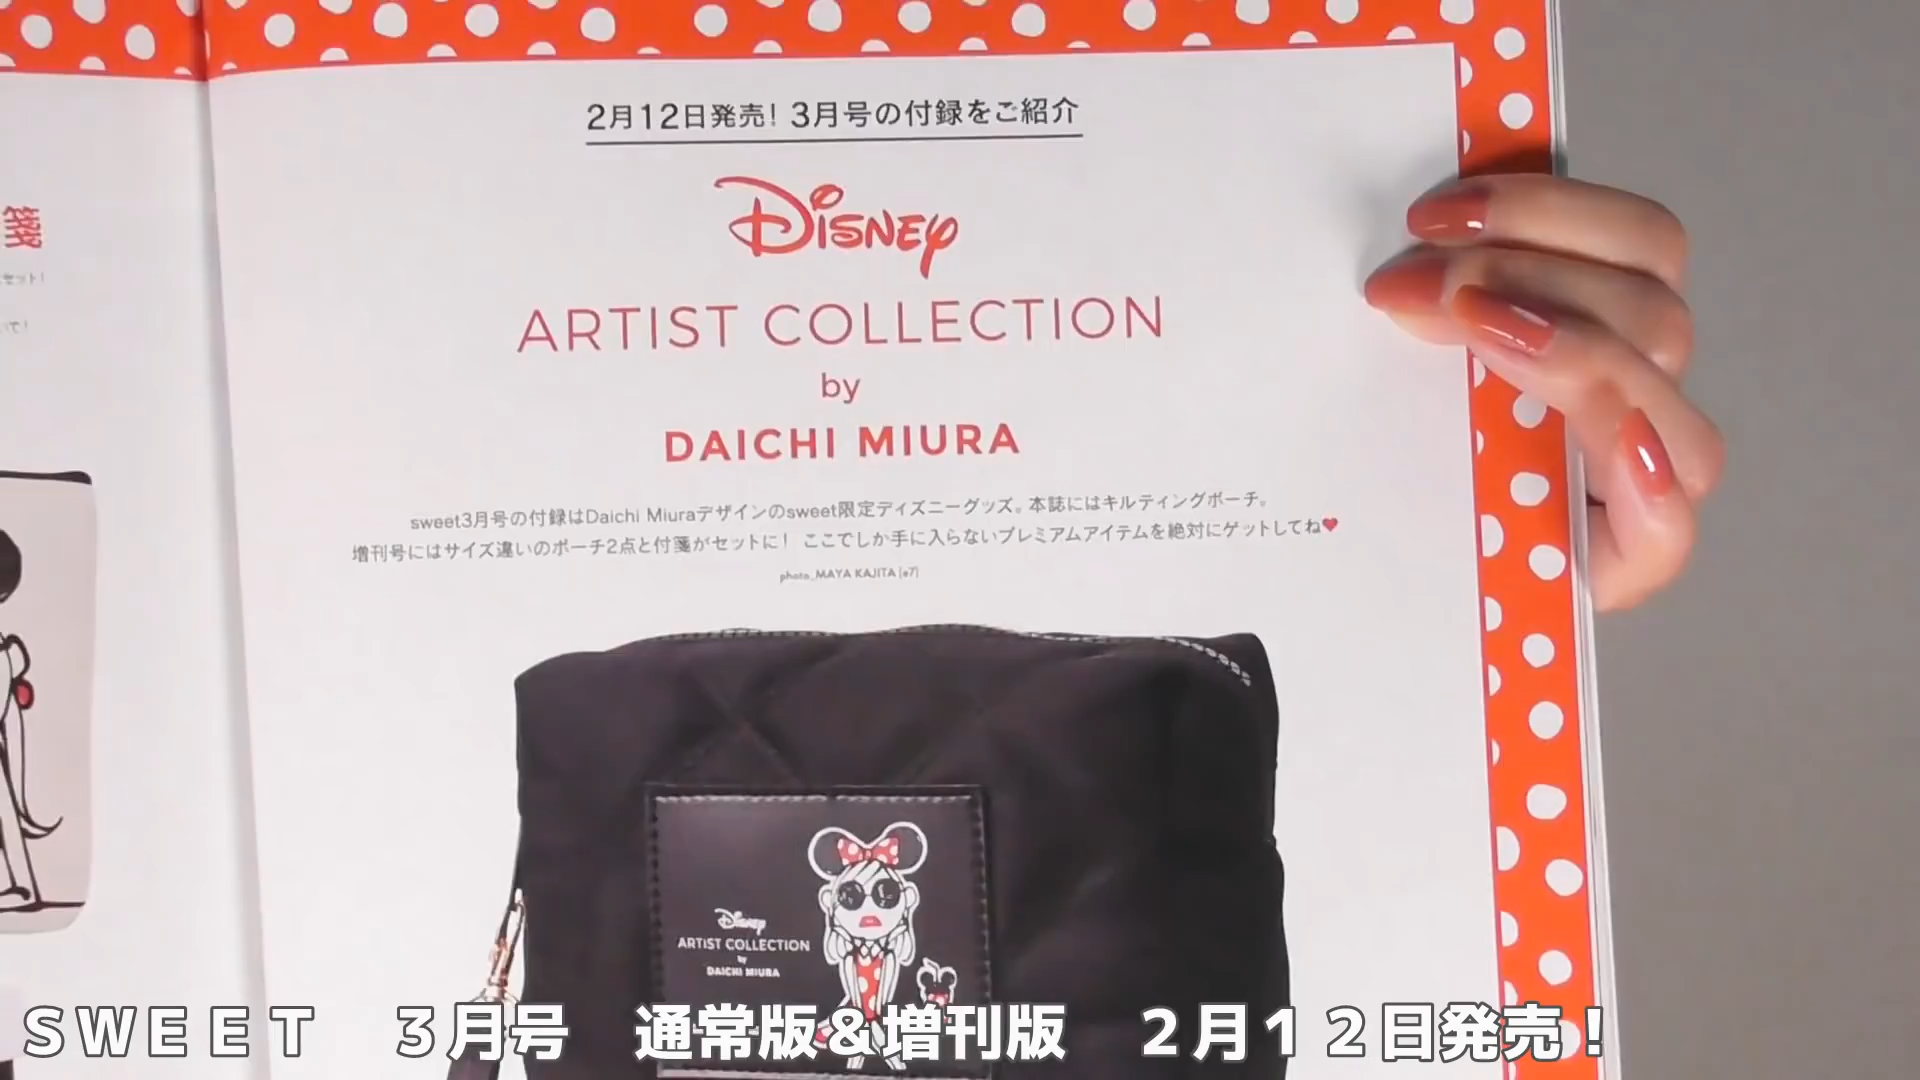 2月12日発売! 3月号の付録をご紹介
Disney
ARTIST COLLECTION
by
DAICHI MIURA
sweet3月号の付録はDaichi Miuraデザインのsweet限定ディズニーグッズ。本誌にはキルティングポーチ。
増刊号にはサイズ違いのポーチ2点と付箋がセットに! ここでしか手に入らないプレミアムアイテムを絶対にゲットしてね♥
photo_MAYA KAJITA [e7]
箋
セット!
いて!
Disney
ARTIST COLLECTION
by
DAICHI MIURA
SWEET 3月号 通常版&増刊版 2月12日発売!